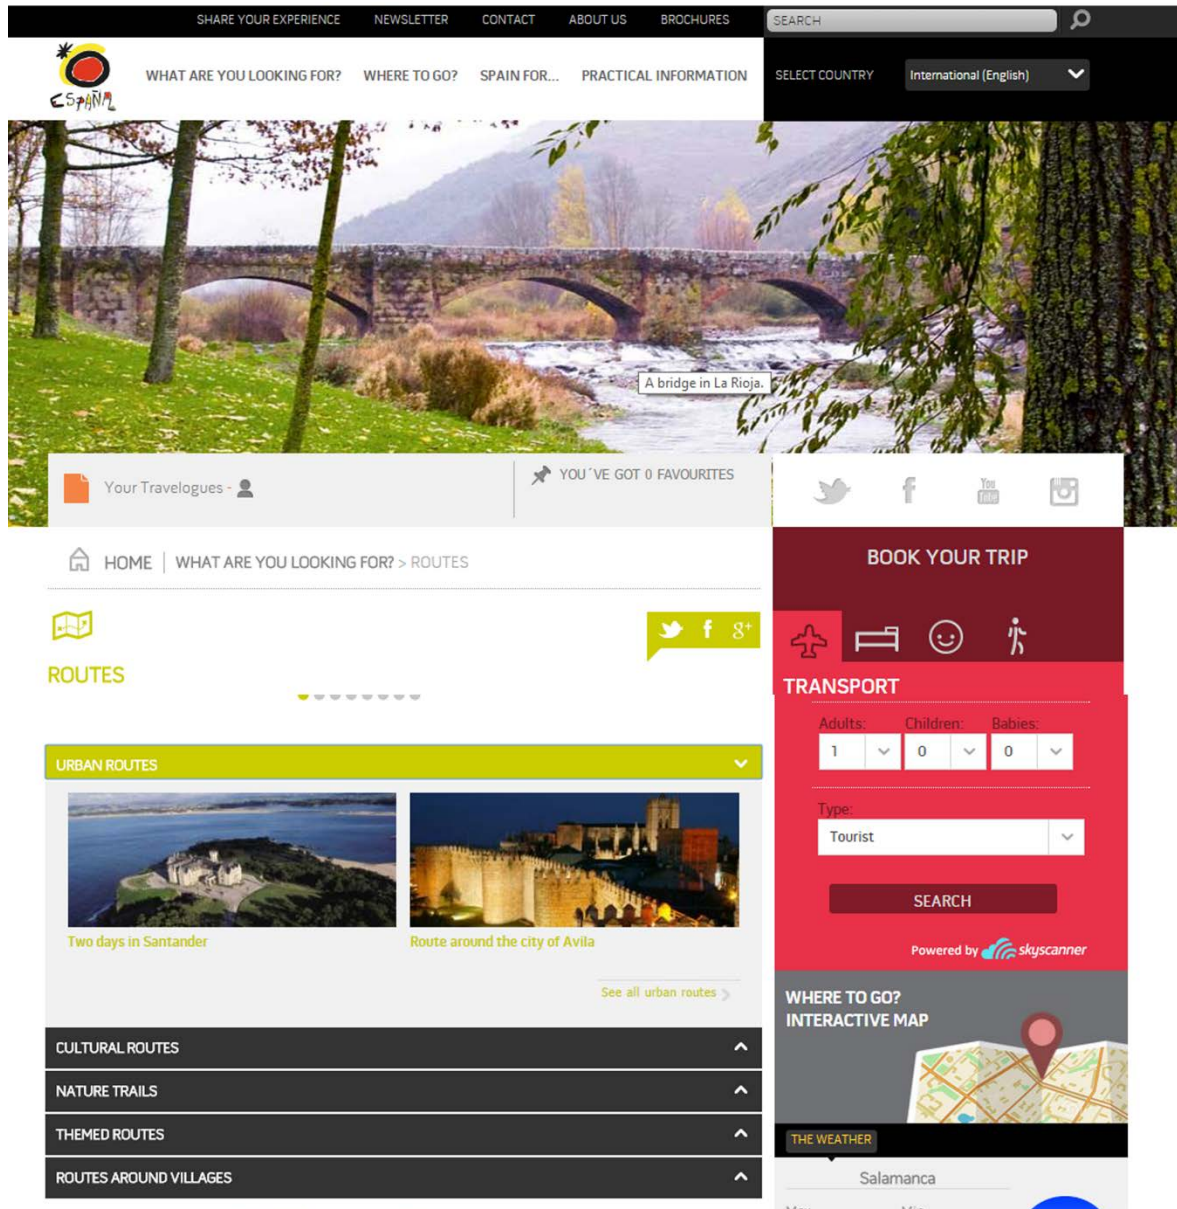 SHARE YOUR EXPERIENCE NEWSLETTER CONTACT ABOUT US BROCHURES SEARCH
ESPAÑA
WHAT ARE YOU LOOKING FOR? WHERE TO GO? SPAIN FOR... PRACTICAL INFORMATION
SELECT COUNTRY International (English)
A bridge in La Rioja.
Your Travelogues -
YOU´VE GOT 0 FAVOURITES
You
Tube
HOME | WHAT ARE YOU LOOKING FOR? > ROUTES
ROUTES
URBAN ROUTES
Two days in Santander
Route around the city of Avila
See all urban routes
CULTURAL ROUTES
NATURE TRAILS
THEMED ROUTES
ROUTES AROUND VILLAGES
BOOK YOUR TRIP
TRANSPORT
Adults: Children: Babies:
1 0 0
Type:
Tourist
SEARCH
Powered by skyscanner
WHERE TO GO?
INTERACTIVE MAP
THE WEATHER
Salamanca